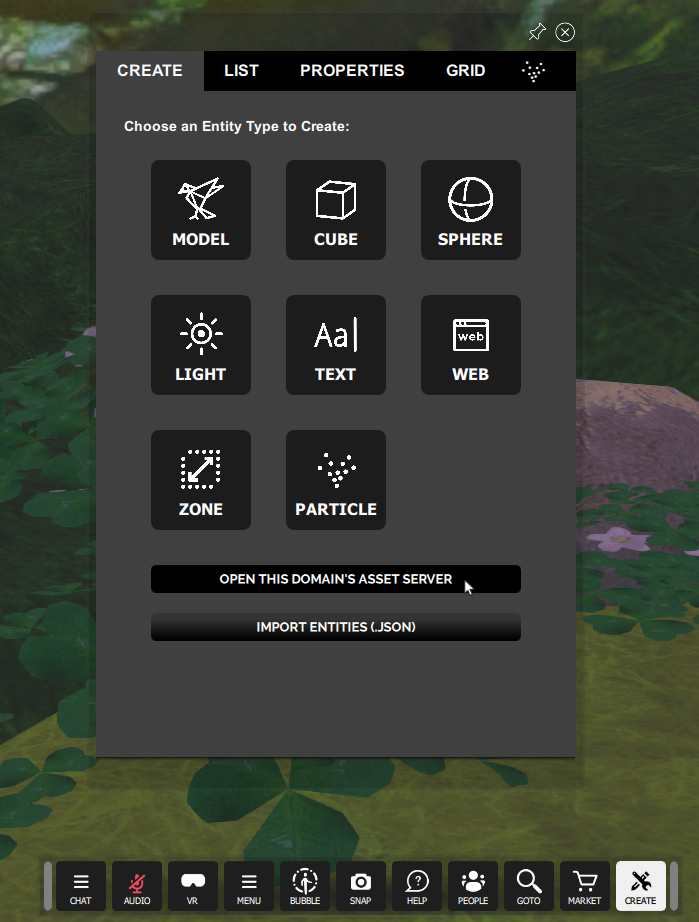 CREATE LIST PROPERTIES GRID
Choose an Entity Type to Create:
MODEL CUBE SPHERE
Aa web
LIGHT TEXT WEB
ZONE PARTICLE
OPEN THIS DOMAIN'S ASSET SERVER
IMPORT ENTITIES (.JSON)
CHAT AUDIO VR MENU BUBBLE SNAP HELP PEOPLE GOTO MARKET CREATE